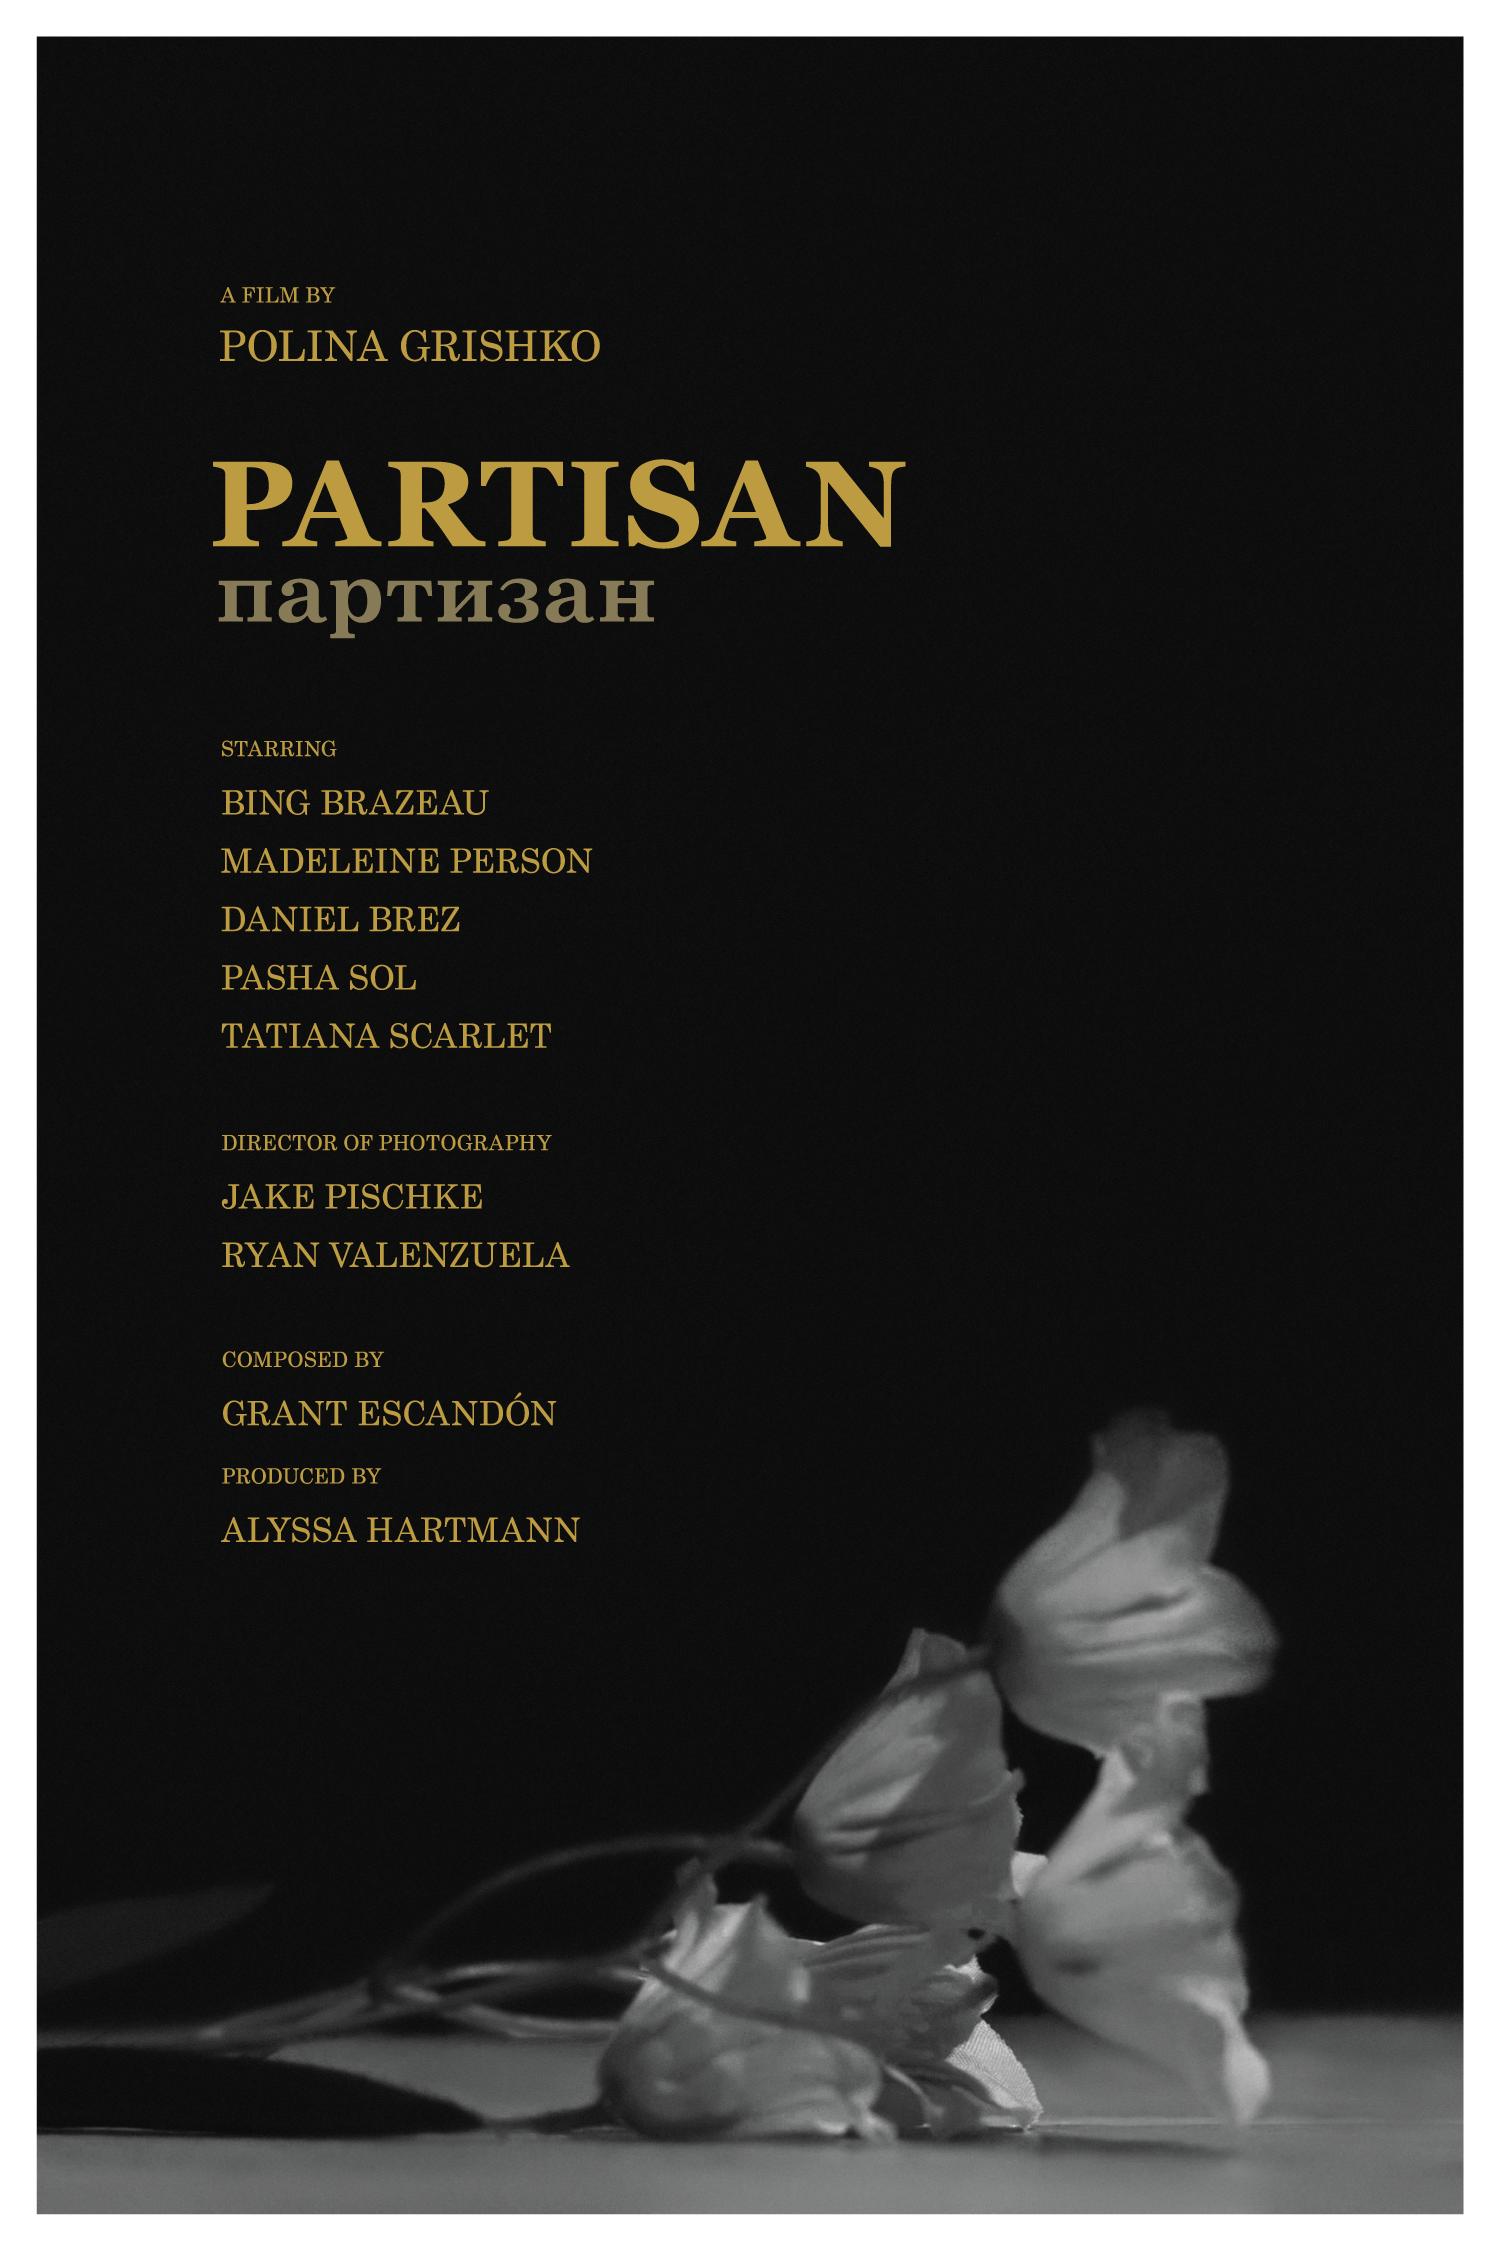 A FILM BY
POLINA GRISHKO
PARTISAN
партизан
STARRING
BING BRAZEAU
MADELEINE PERSON
DANIEL BREZ
PASHA SOL
TATIANA SCARLET
DIRECTOR OF PHOTOGRAPHY
JAKE PISCHKE
RYAN VALENZUELA
COMPOSED BY
GRANT ESCANDÓN
PRODUCED BY
ALYSSA HARTMANN